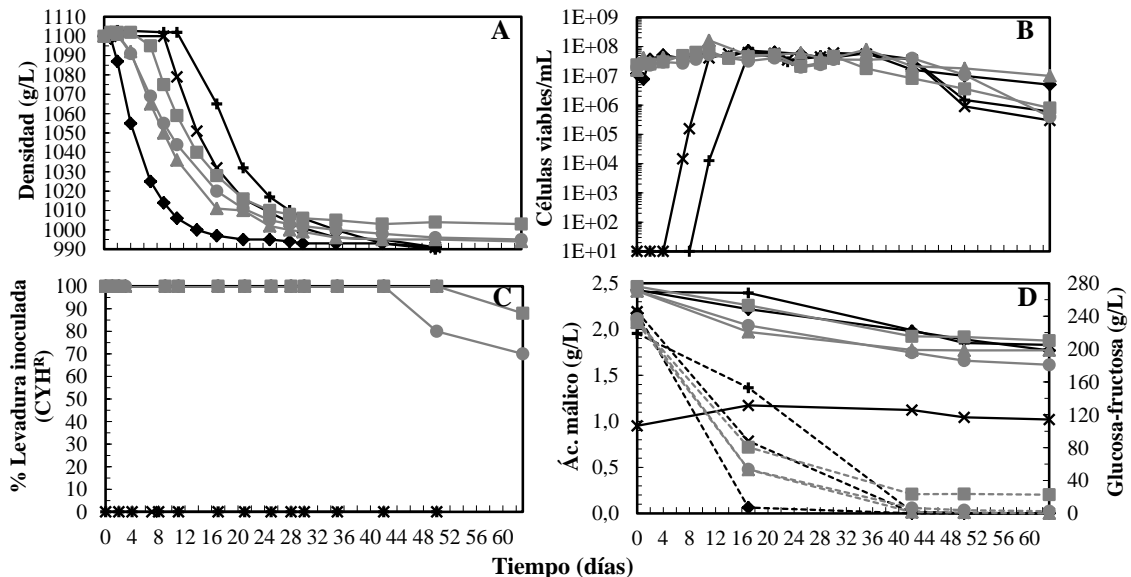 A
Densidad (g/L)
1110
1100
1090
1080
1070
1060
1050
1040
1030
1020
1010
1000
990
0 4 8 12 16 20 24 28 32 36 40 44 48 52 56 60
B
Células viables/mL
1E+09
1E+08
1E+07
1E+06
1E+05
1E+04
1E+03
1E+02
1E+01
0 4 8 12 16 20 24 28 32 36 40 44 48 52 56 60
C
% Levadura inoculada
(CYHᴿ)
100
90
80
70
60
50
40
30
20
10
0
0 4 8 12 16 20 24 28 32 36 40 44 48 52 56 60
D
Ác. málico (g/L)
2,5
2,0
1,5
1,0
0,5
0,0
280
240
200
160
120
80
40
0
Glucosa-fructosa (g/L)
0 4 8 12 16 20 24 28 32 36 40 44 48 52 56 60
Tiempo (días)